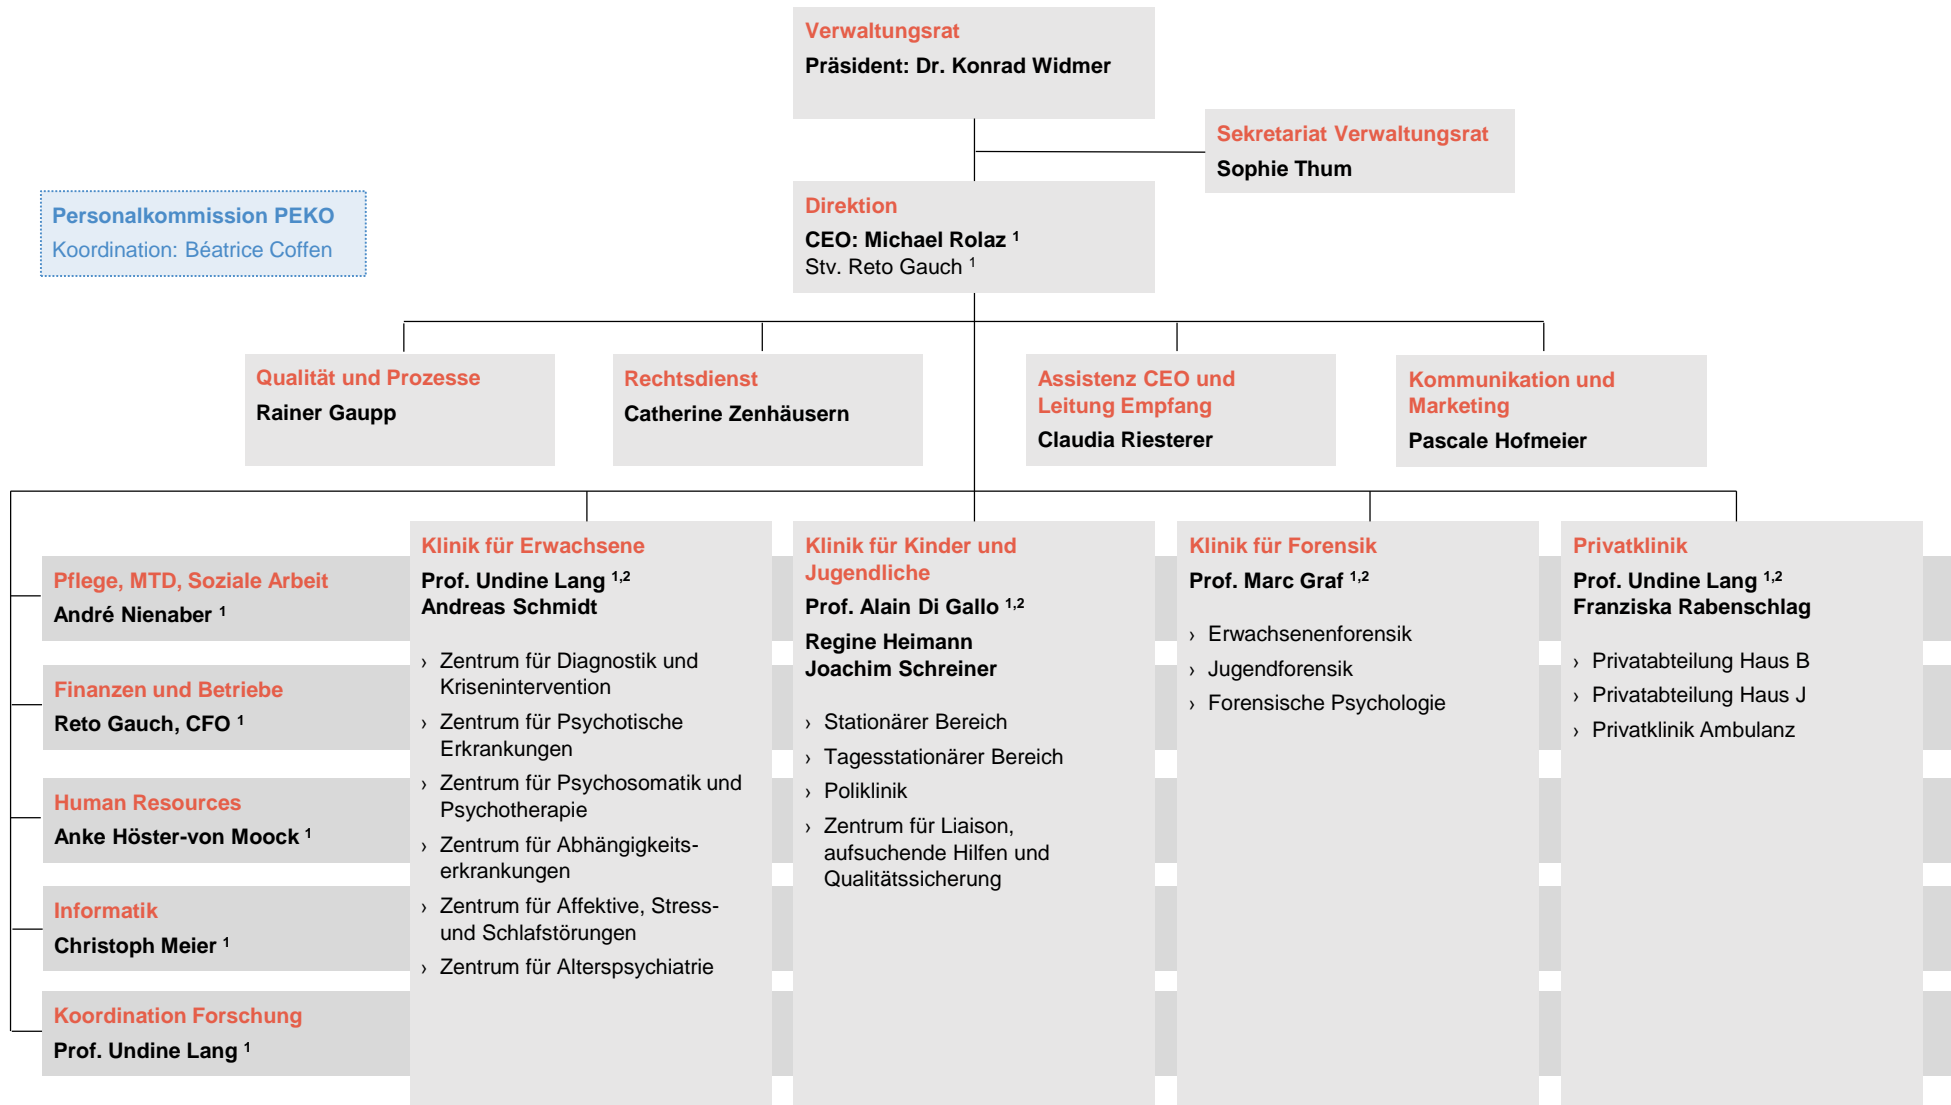 Verwaltungsrat
Präsident: Dr. Konrad Widmer
Sekretariat Verwaltungsrat
Sophie Thum
Personalkommission PEKO
Koordination: Béatrice Coffen
Direktion
CEO: Michael Rolaz ¹
Stv. Reto Gauch ¹
Qualität und Prozesse
Rainer Gaupp
Rechtsdienst
Catherine Zenhäusern
Assistenz CEO und
Leitung Empfang
Claudia Riesterer
Kommunikation und
Marketing
Pascale Hofmeier
Pflege, MTD, Soziale Arbeit
André Nienaber ¹
Finanzen und Betriebe
Reto Gauch, CFO ¹
Human Resources
Anke Höster-von Moock ¹
Informatik
Christoph Meier ¹
Koordination Forschung
Prof. Undine Lang ¹
Klinik für Erwachsene
Prof. Undine Lang ¹,²
Andreas Schmidt
› Zentrum für Diagnostik und
Krisenintervention
› Zentrum für Psychotische
Erkrankungen
› Zentrum für Psychosomatik und
Psychotherapie
› Zentrum für Abhängigkeits-
erkrankungen
› Zentrum für Affektive, Stress-
und Schlafstörungen
› Zentrum für Alterspsychiatrie
Klinik für Kinder und
Jugendliche
Prof. Alain Di Gallo ¹,²
Regine Heimann
Joachim Schreiner
› Stationärer Bereich
› Tagesstationärer Bereich
› Poliklinik
› Zentrum für Liaison,
aufsuchende Hilfen und
Qualitätssicherung
Klinik für Forensik
Prof. Marc Graf ¹,²
› Erwachsenenforensik
› Jugendforensik
› Forensische Psychologie
Privatklinik
Prof. Undine Lang ¹,²
Franziska Rabenschlag
› Privatabteilung Haus B
› Privatabteilung Haus J
› Privatklinik Ambulanz